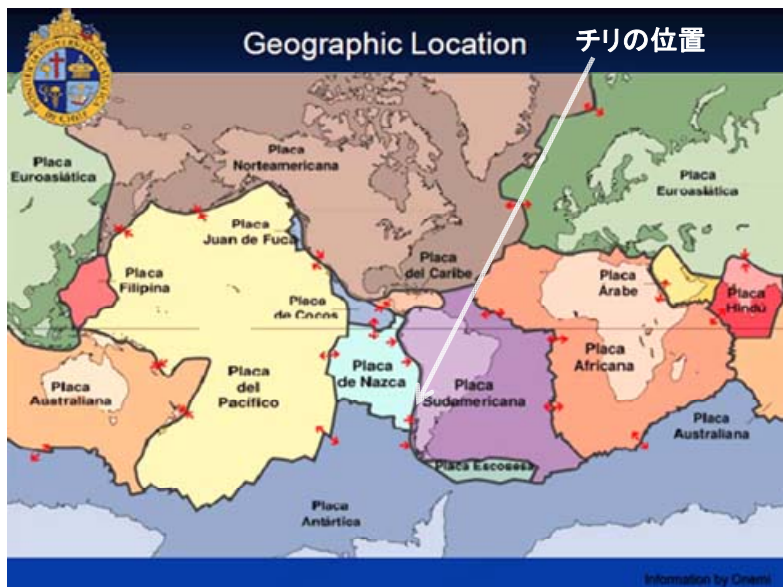 Geographic Location
チリの位置
Placa
Euroasiática
Placa
Norteamericana
Placa
Euroasiática
Placa
Juan de Fuca
Placa
del Caribe
Placa
Filipina
Placa
Árabe
Placa
Hindú
Placa
de Cocos
Placa
Australiana
Placa
del
Pacífico
Placa
de Nazca
Placa
Sudamericana
Placa
Africana
Placa
Australiana
Placa Escosesa
Placa
Antártica
Information by Onemi